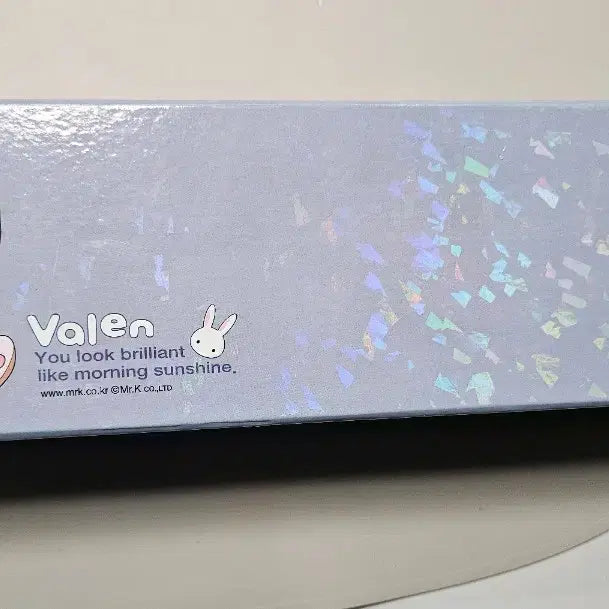 Valen
You look brilliant
like morning sunshine.
www.mrk.co.kr ©Mr.K CO.,LTD